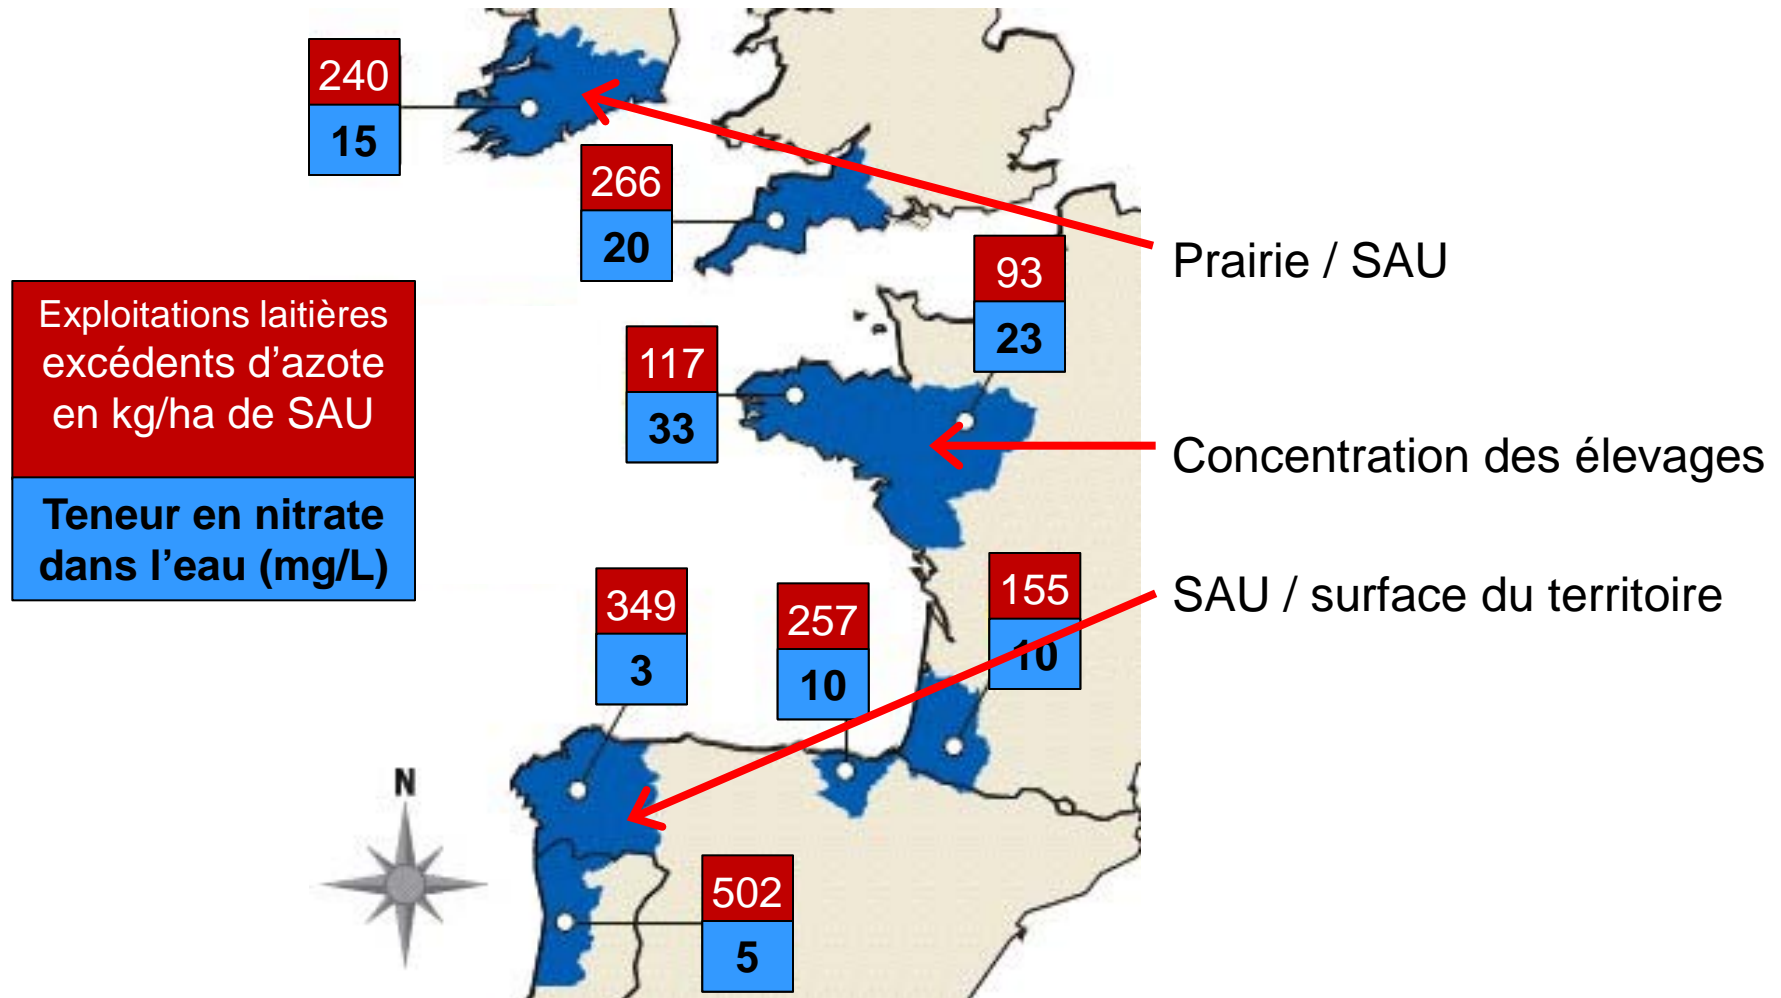 240
15
266
20
Prairie / SAU
93
23
Exploitations laitières
excédents d’azote
en kg/ha de SAU
Teneur en nitrate
dans l’eau (mg/L)
117
33
Concentration des élevages
349
3
257
10
155
10
SAU / surface du territoire
N
502
5